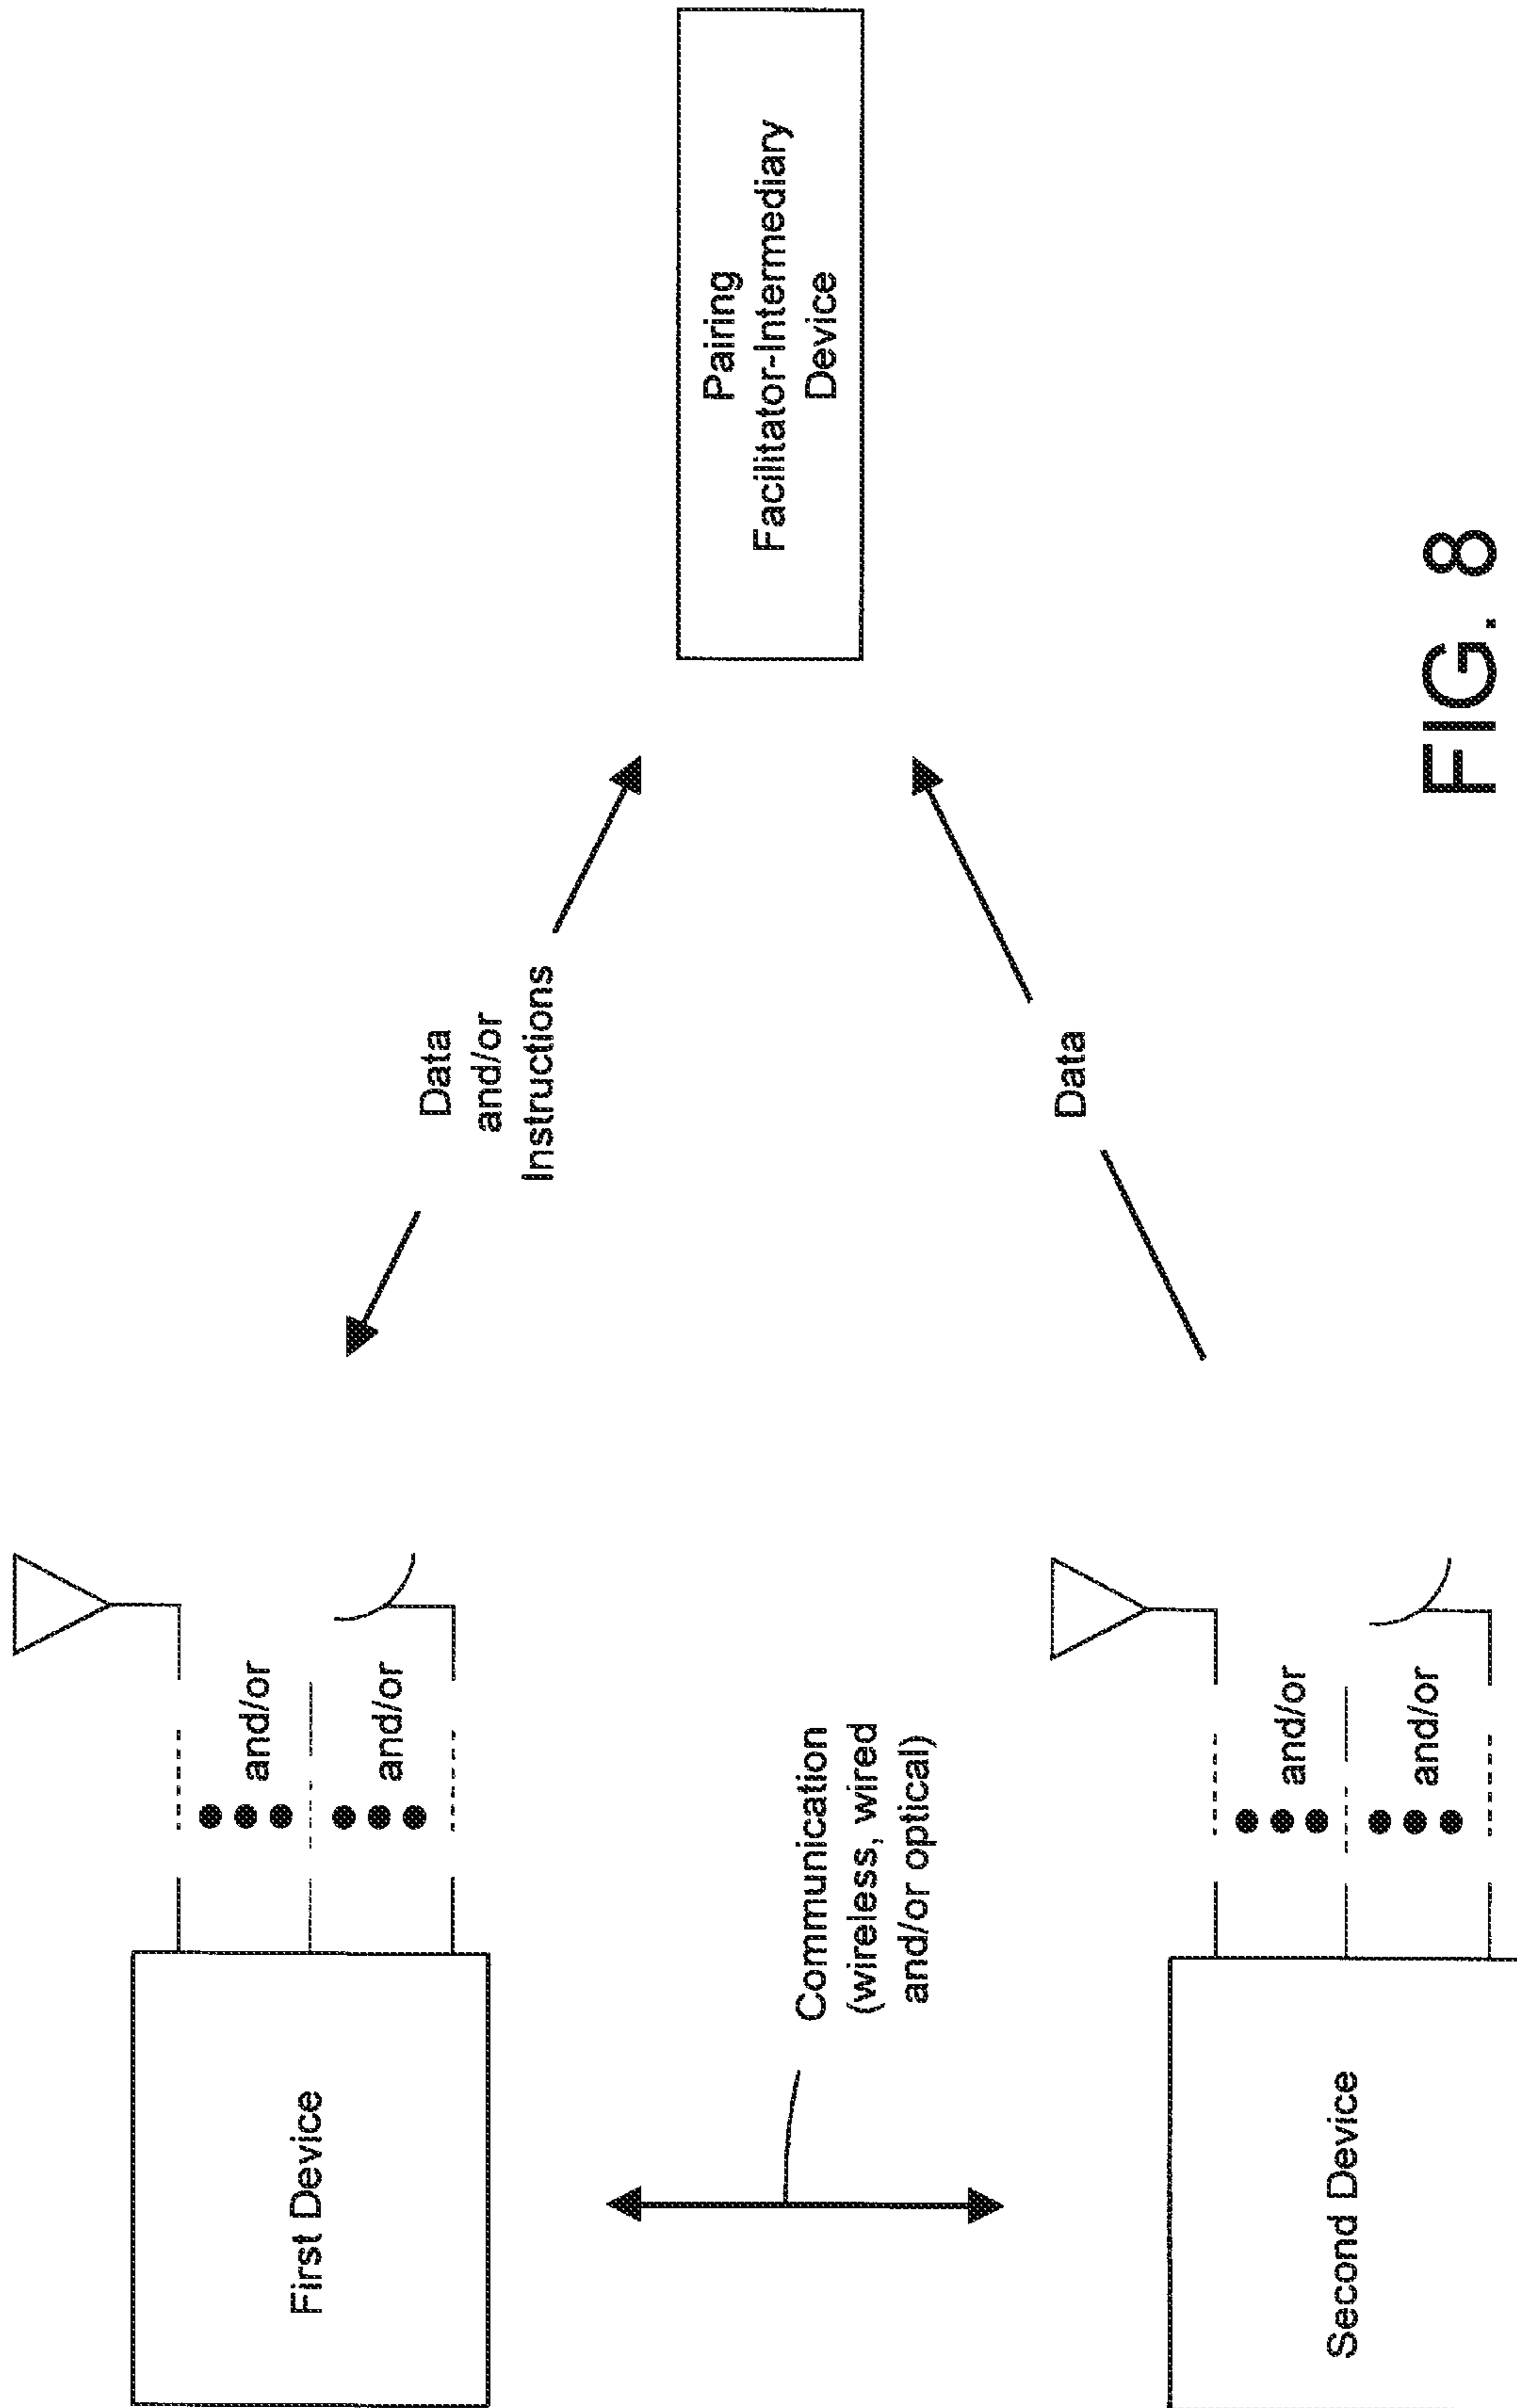 First Device
and/or
and/or
Data
and/or
Instructions
Pairing
Facilitator-Intermediary
Device
Communication
(wireless, wired
and/or optical)
Data
Second Device
and/or
and/or
FIG. 8